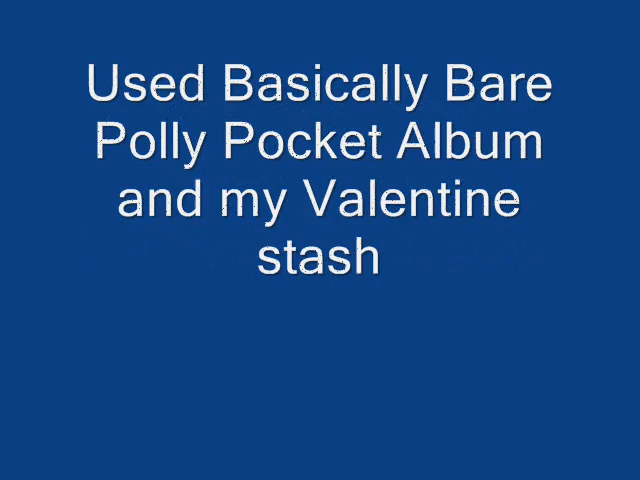 Used Basically Bare
Polly Pocket Album
and my Valentine
stash